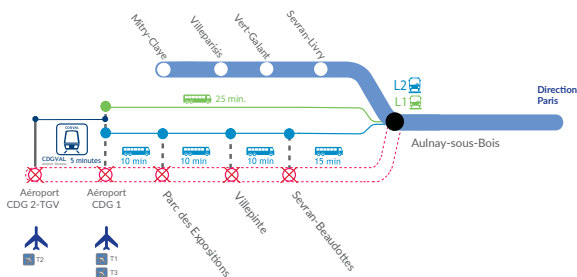 Mitry-Claye
Villeparisis
Vert-Galant
Sevran-Livry
25 min.
L2
L1
Direction
Paris
Aulnay-sous-Bois
CDGVAL
CDGVAL
5 minutes
10 min
10 min
10 min
15 min
Aéroport
CDG 2-TGV
Aéroport
CDG 1
Parc des Expositions
Villepinte
Sevran-Beaudottes
T2
T1
T3